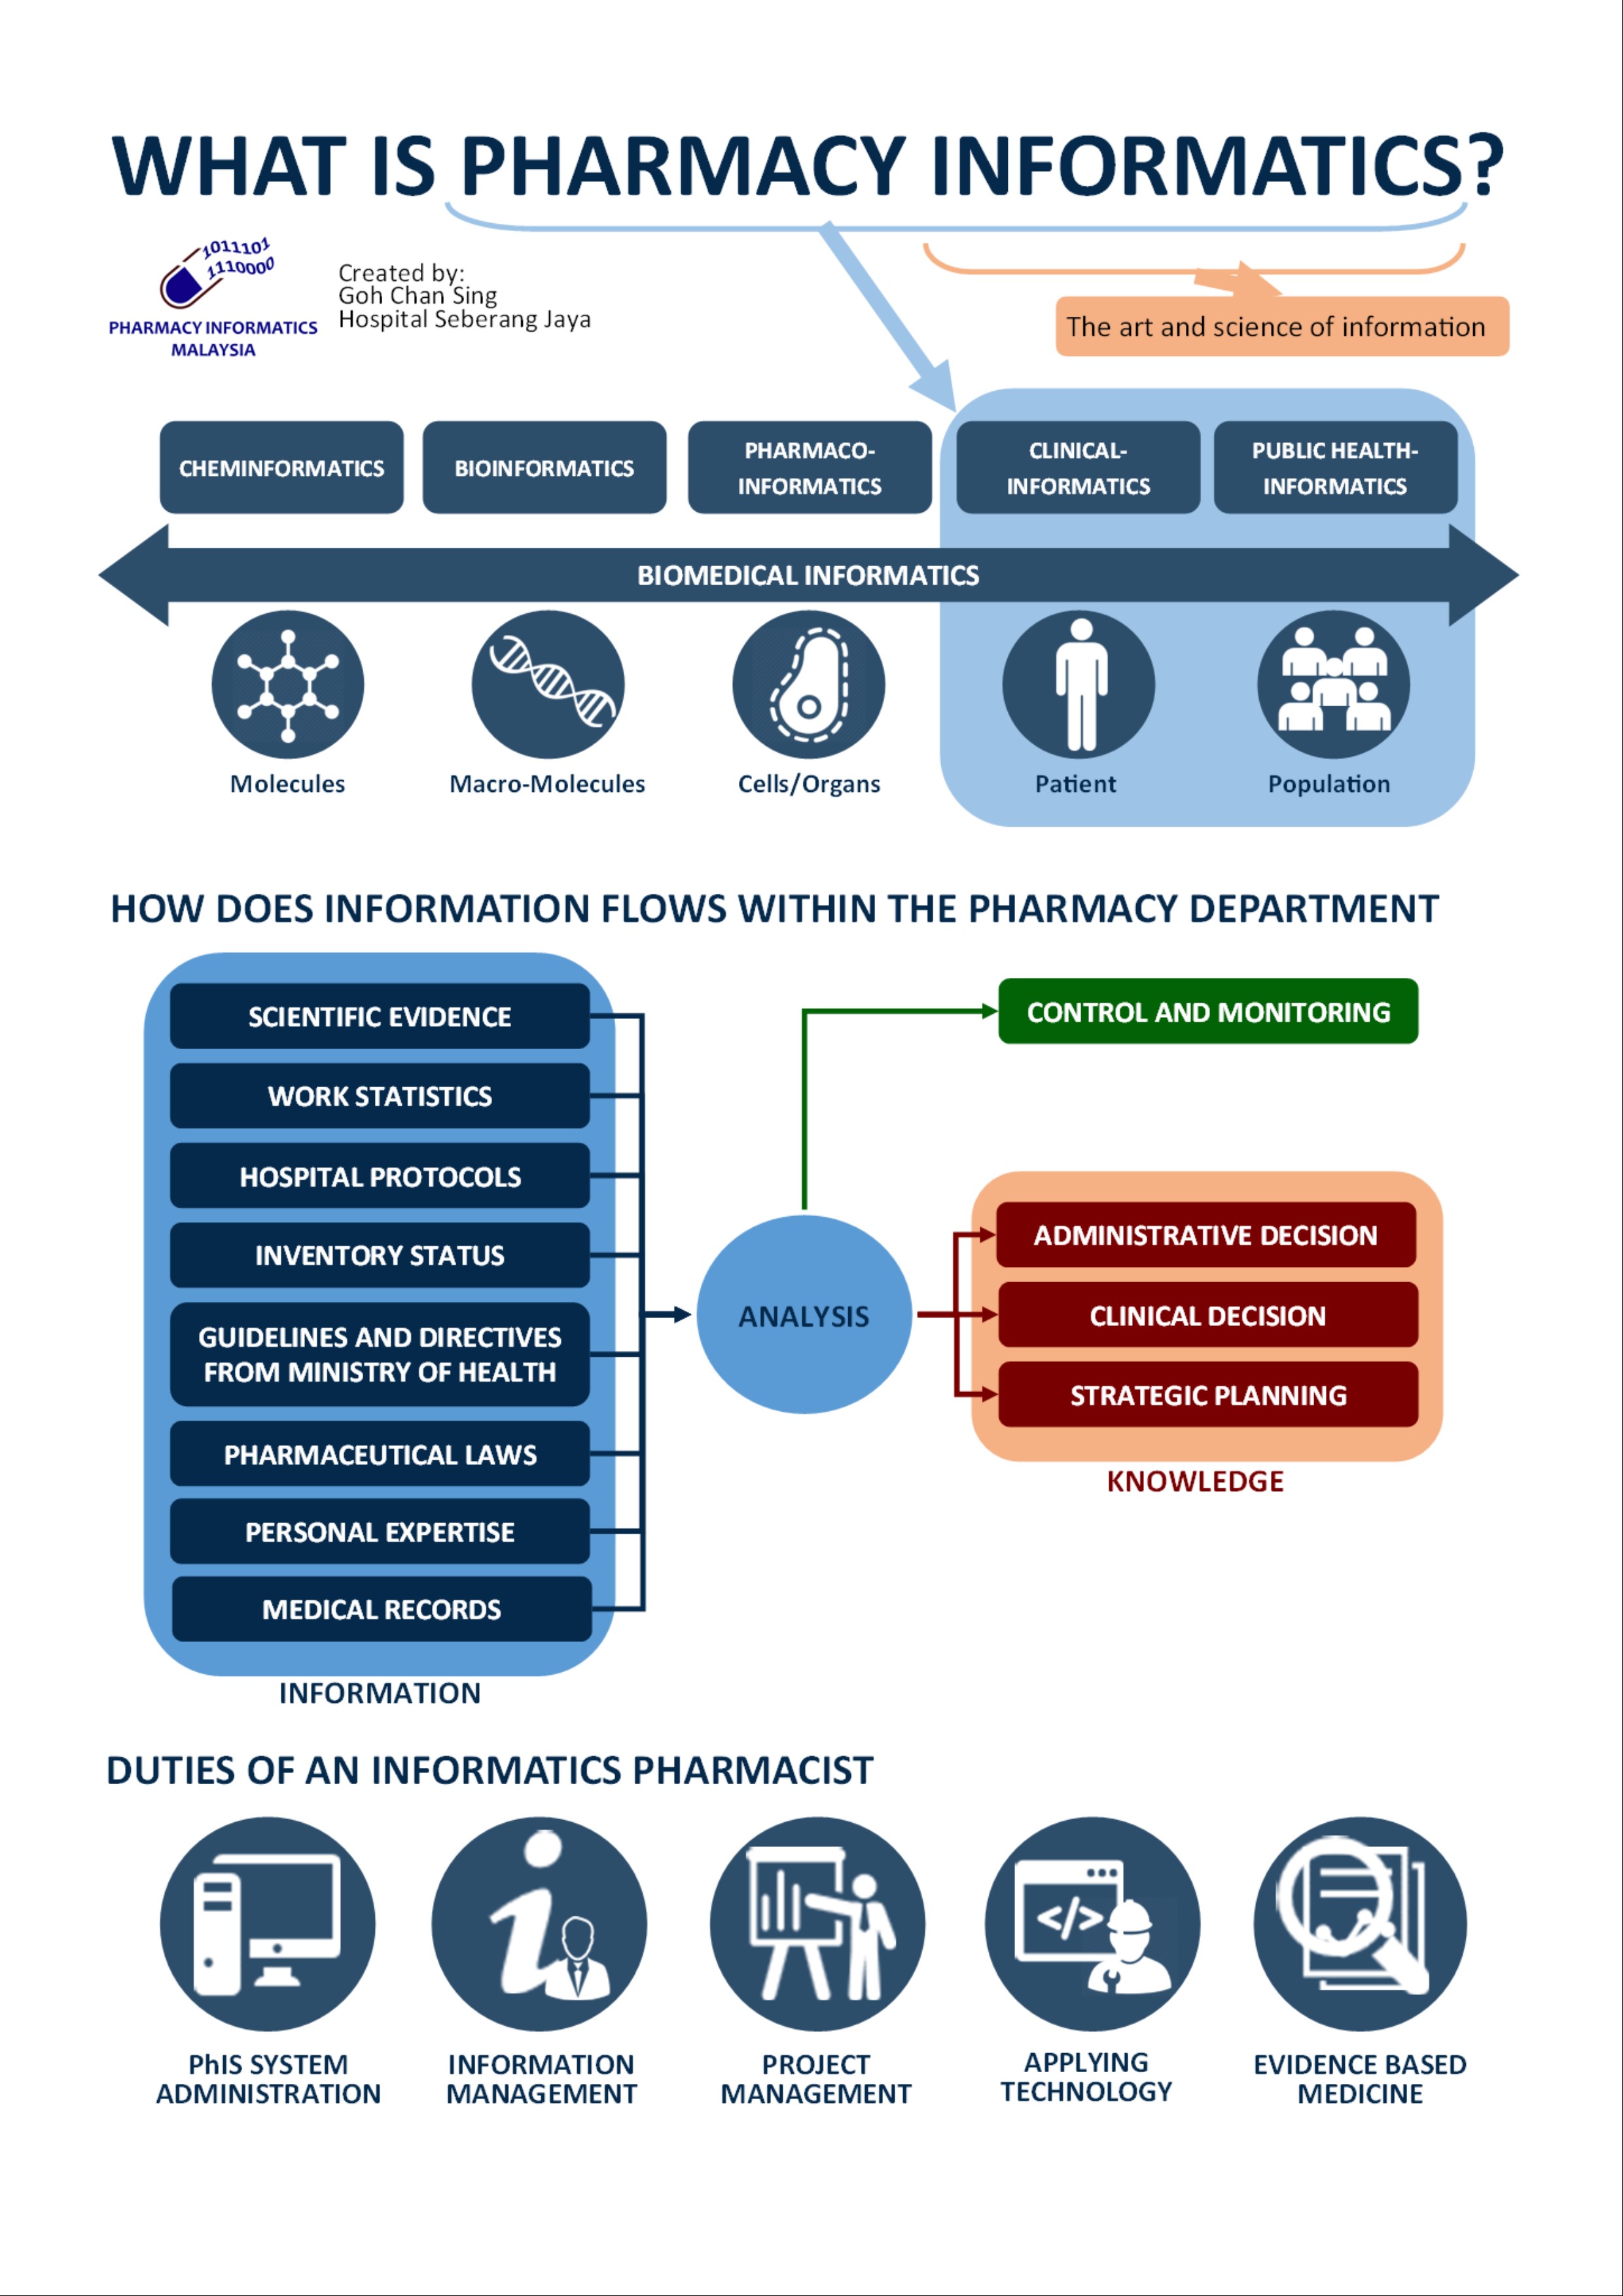 WHAT IS PHARMACY INFORMATICS?
1011101
1110000
PHARMACY INFORMATICS
MALAYSIA
Created by:
Goh Chan Sing
Hospital Seberang Jaya
The art and science of information
CHEMINFORMATICS
BIOINFORMATICS
PHARMACO-
INFORMATICS
CLINICAL-
INFORMATICS
PUBLIC HEALTH-
INFORMATICS
BIOMEDICAL INFORMATICS
Molecules
Macro-Molecules
Cells/Organs
Patient
Population
HOW DOES INFORMATION FLOWS WITHIN THE PHARMACY DEPARTMENT
SCIENTIFIC EVIDENCE
WORK STATISTICS
HOSPITAL PROTOCOLS
INVENTORY STATUS
GUIDELINES AND DIRECTIVES
FROM MINISTRY OF HEALTH
PHARMACEUTICAL LAWS
PERSONAL EXPERTISE
MEDICAL RECORDS
INFORMATION
ANALYSIS
CONTROL AND MONITORING
ADMINISTRATIVE DECISION
CLINICAL DECISION
STRATEGIC PLANNING
KNOWLEDGE
DUTIES OF AN INFORMATICS PHARMACIST
</>
PhIS SYSTEM
ADMINISTRATION
INFORMATION
MANAGEMENT
PROJECT
MANAGEMENT
APPLYING
TECHNOLOGY
EVIDENCE BASED
MEDICINE